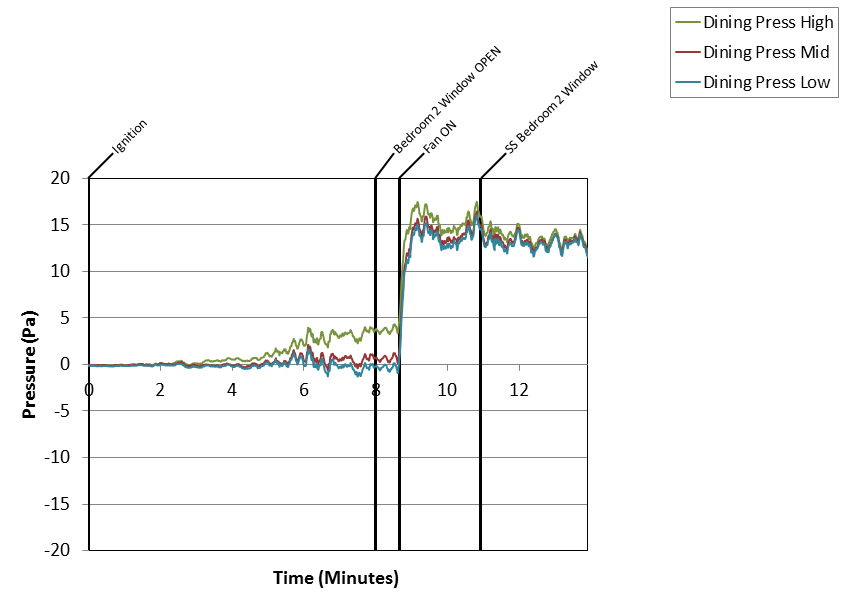 Dining Press High
Dining Press Mid
Dining Press Low
Ignition
Bedroom 2 Window OPEN
Fan ON
SS Bedroom 2 Window
20
15
10
5
0
-5
-10
-15
-20
0
2
4
6
8
10
12
Pressure (Pa)
Time (Minutes)